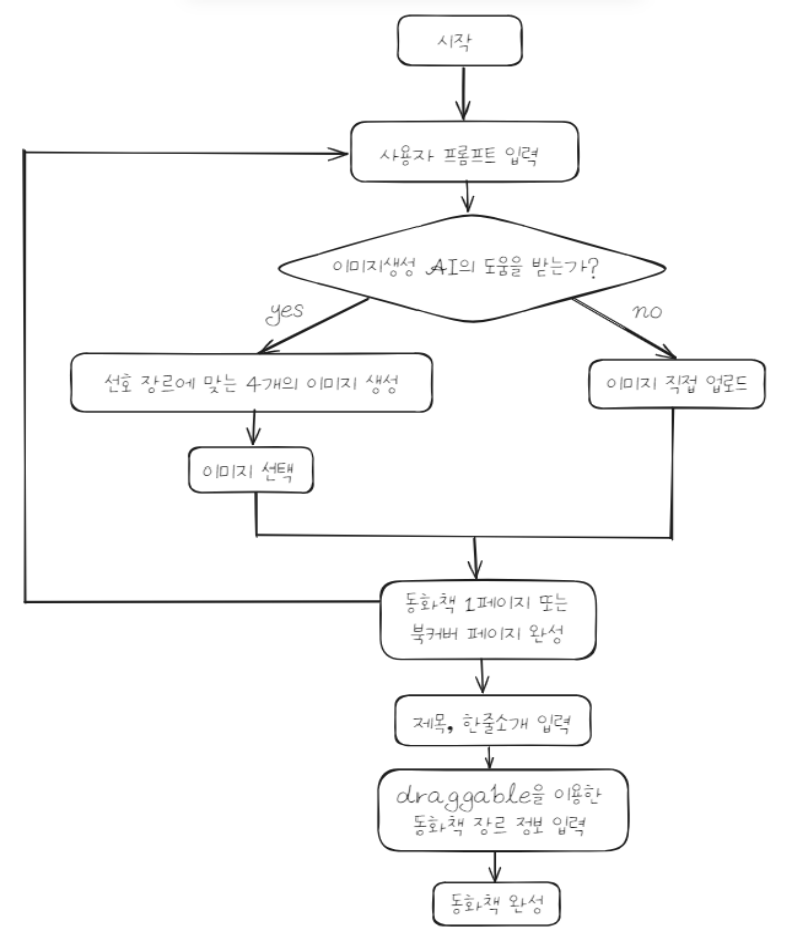 시작
사용자 프롬프트 입력
이미지생성 AI의 도움을 받는가?
yes
no
선호 장르에 맞는 4개의 이미지 생성
이미지 직접 업로드
이미지 선택
동화책 1페이지 또는
북커버 페이지 완성
제목, 한줄소개 입력
draggable을 이용한
동화책 장르 정보 입력
동화책 완성